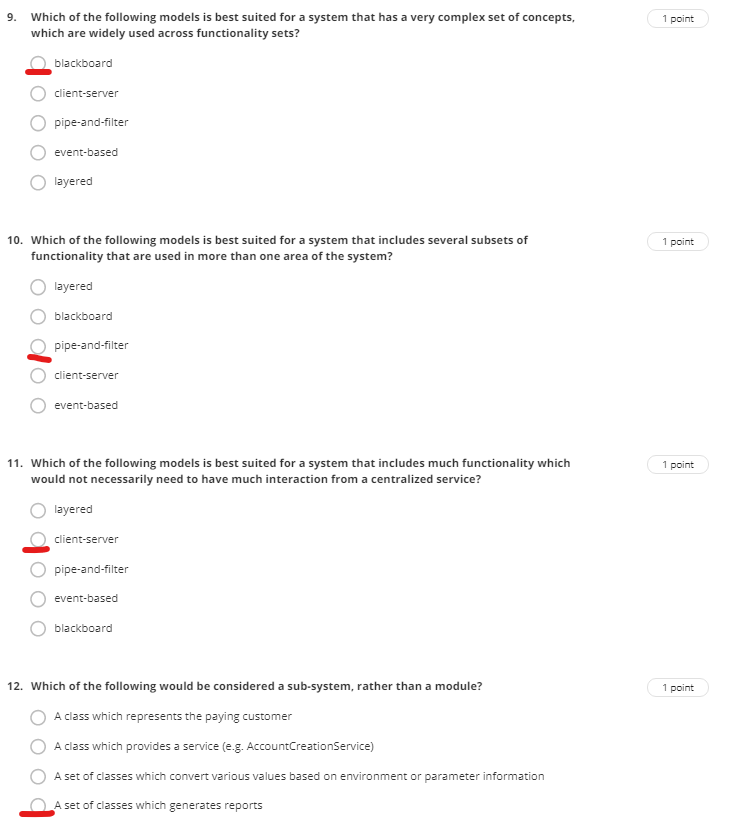 9. Which of the following models is best suited for a system that has a very complex set of concepts,
1 point
which are widely used across functionality sets?
blackboard
client-server
pipe-and-filter
event-based
layered
10. Which of the following models is best suited for a system that includes several subsets of
1 point
functionality that are used in more than one area of the system?
layered
blackboard
pipe-and-filter
client-server
event-based
11. Which of the following models is best suited for a system that includes much functionality which
1 point
would not necessarily need to have much interaction from a centralized service?
layered
client-server
pipe-and-filter
event-based
blackboard
12. Which of the following would be considered a sub-system, rather than a module?
1 point
A class which represents the paying customer
A class which provides a service (e.g. AccountCreationService)
A set of classes which convert various values based on environment or parameter information
A set of classes which generates reports